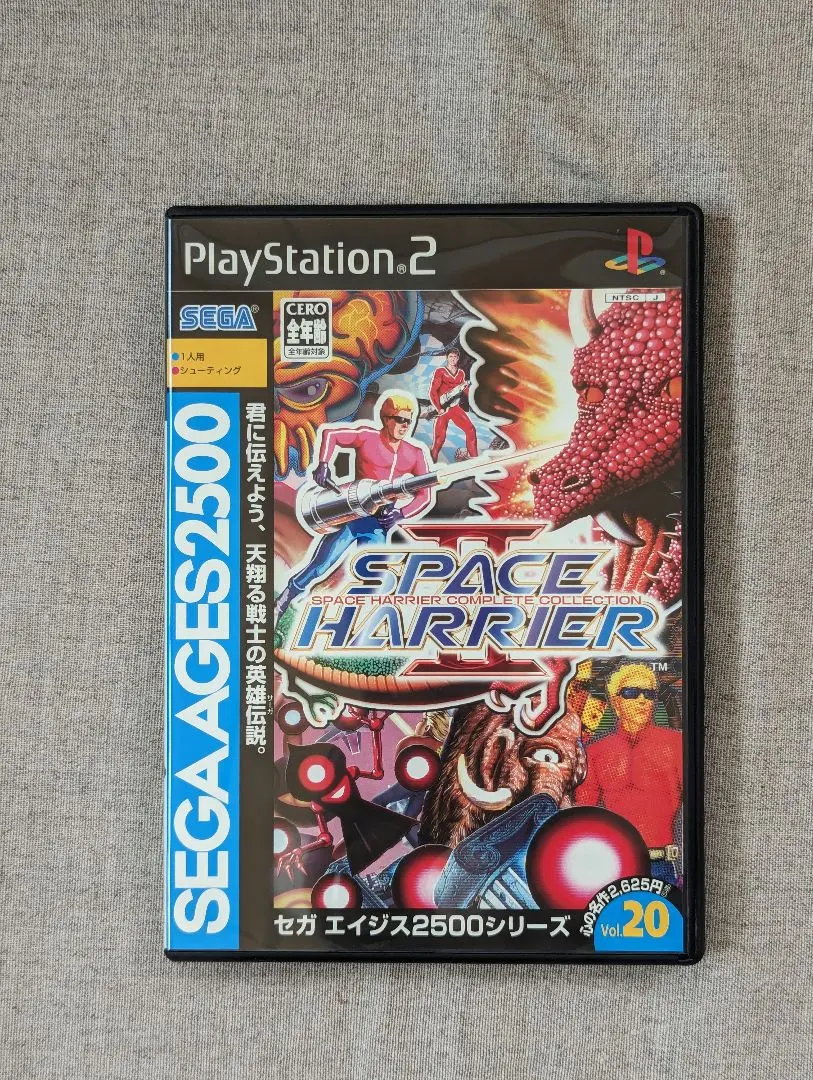 PlayStation®2
NTSC J
SEGA®
CERO
全年齢
全年齢対象
●1人用
●シューティング
SEGA AGES 2500
君に伝えよう、天翔る戦士の英雄伝説。
サーガ
II
SPACE
SPACE HARRIER COMPLETE COLLECTION
HARRIER
TM
セガ エイジス2500シリーズ
心の名作2,625円
Vol.20